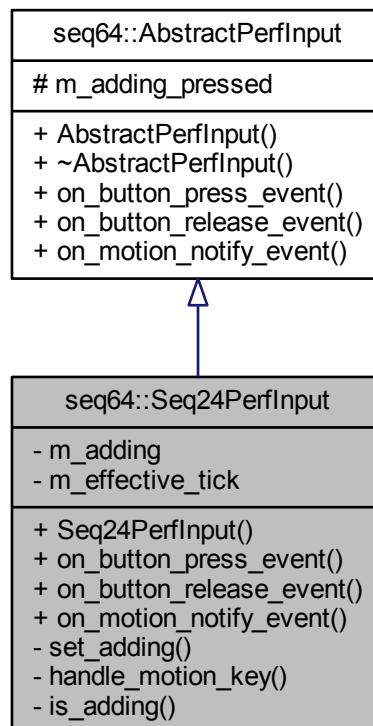 seq64::AbstractPerfInput
# m_adding_pressed
+ AbstractPerfInput()
+ ~AbstractPerfInput()
+ on_button_press_event()
+ on_button_release_event()
+ on_motion_notify_event()
seq64::Seq24PerfInput
- m_adding
- m_effective_tick
+ Seq24PerfInput()
+ on_button_press_event()
+ on_button_release_event()
+ on_motion_notify_event()
- set_adding()
- handle_motion_key()
- is_adding()